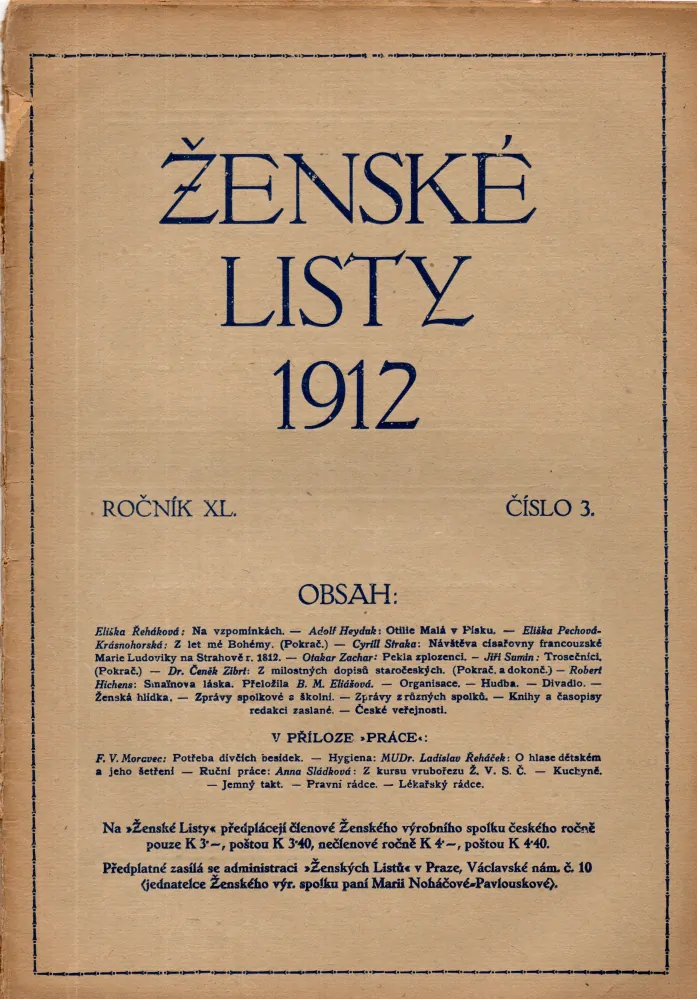 ŽENSKÉ
LISTY
1912
ROČNÍK XL.
ČÍSLO 3.
OBSAH:
Eliška Řeháková: Na vzpomínkách. — Adolf Heyduk: Otilie Malá v Písku. — Eliška Pechová-
Krásnohorská: Z let mé Bohémy. (Pokrač.) — Cyrill Straka: Návštěva císařovny francouzské
Marie Ludoviky na Strahově r. 1812. — Otakar Zachar: Pekla zplozenci. — Jiří Sumín: Trosečníci.
(Pokrač.) — Dr. Čeněk Zíbrt: Z milostných dopisů staročeských. (Pokrač. a dokonč.) — Robert
Hichens: Smaïnova láska. Přeložila B. M. Eliášová. — Organisace. — Hudba. — Divadlo. —
Ženská hlídka. — Zprávy spolkové a školní. — Zprávy z různých spolků. — Knihy a časopisy
redakci zaslané. — České veřejnosti.
V PŘÍLOZE »PRÁCE«:
F. V. Moravec: Potřeba dívčích besídek. — Hygiena: MUDr. Ladislav Řeháček: O hlase dětském
a jeho šetření — Ruční práce: Anna Sládková: Z kursu vrubořezu Ž. V. S. Č. — Kuchyně.
— Jemný takt. — Pravní rádce. — Lékařský rádce.
Na »Ženské Listy« předplácejí členové Ženského výrobního spolku českého ročně
pouze K 3·—, poštou K 3·40, nečlenové ročně K 4·—, poštou K 4·40.
Předplatné zasílá se administraci »Ženských Listů« v Praze, Václavské nám. č. 10
(jednatelce Ženského výr. spolku paní Marii Noháčové-Pavlouskové).